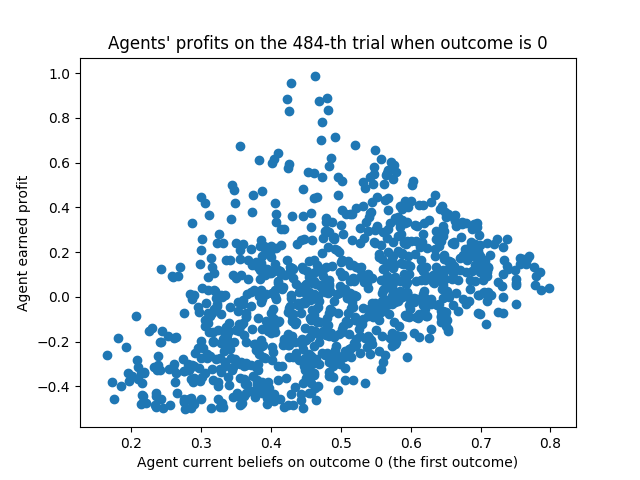 Agents' profits on the 484-th trial when outcome is 0
1.0
0.8
0.6
0.4
0.2
0.0
−0.2
−0.4
Agent earned profit
0.2 0.3 0.4 0.5 0.6 0.7 0.8
Agent current beliefs on outcome 0 (the first outcome)